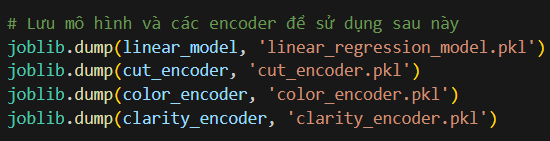 # Lưu mô hình và các encoder để sử dụng sau này
joblib.dump(linear_model, 'linear_regression_model.pkl')
joblib.dump(cut_encoder, 'cut_encoder.pkl')
joblib.dump(color_encoder, 'color_encoder.pkl')
joblib.dump(clarity_encoder, 'clarity_encoder.pkl')